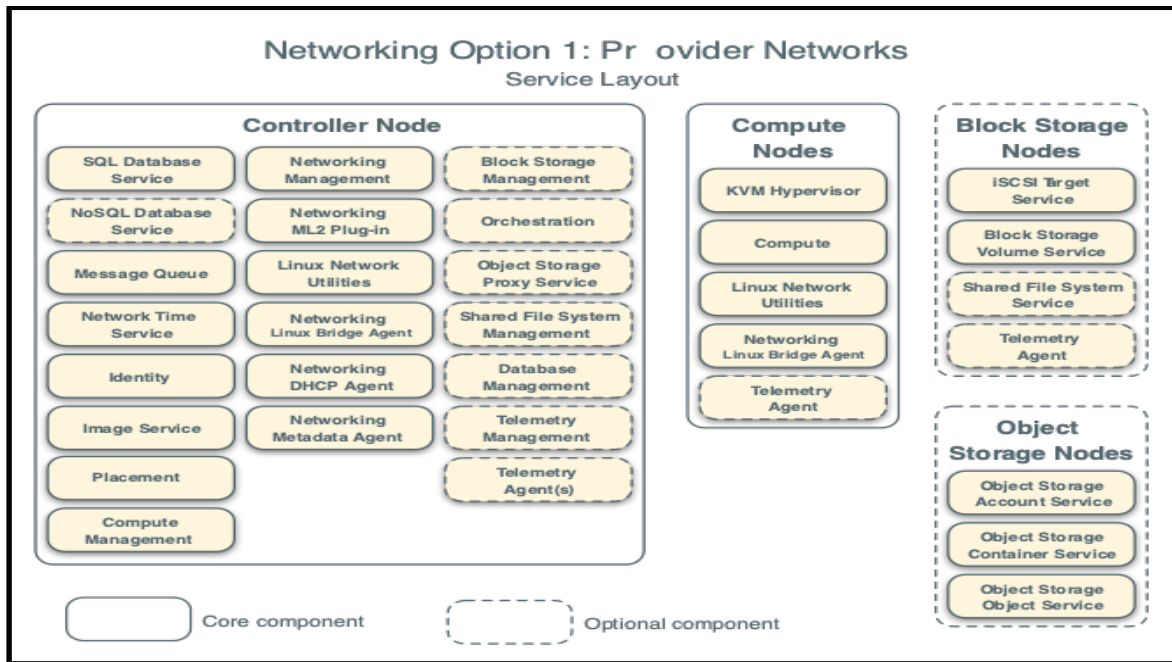 Networking Option 1: Pr ovider Networks
Service Layout
Controller Node
SQL Database
Service
NoSQL Database
Service
Message Queue
Network Time
Service
Identity
Image Service
Placement
Compute
Management
Networking
Management
Networking
ML2 Plug-in
Linux Network
Utilities
Networking
Linux Bridge Agent
Networking
DHCP Agent
Networking
Metadata Agent
Block Storage
Management
Orchestration
Object Storage
Proxy Service
Shared File System
Management
Database
Management
Telemetry
Management
Telemetry
Agent(s)
Compute
Nodes
KVM Hypervisor
Compute
Linux Network
Utilities
Networking
Linux Bridge Agent
Telemetry
Agent
Block Storage
Nodes
iSCSI Target
Service
Block Storage
Volume Service
Shared File System
Service
Telemetry
Agent
Object
Storage Nodes
Object Storage
Account Service
Object Storage
Container Service
Object Storage
Object Service
Core component
Optional component